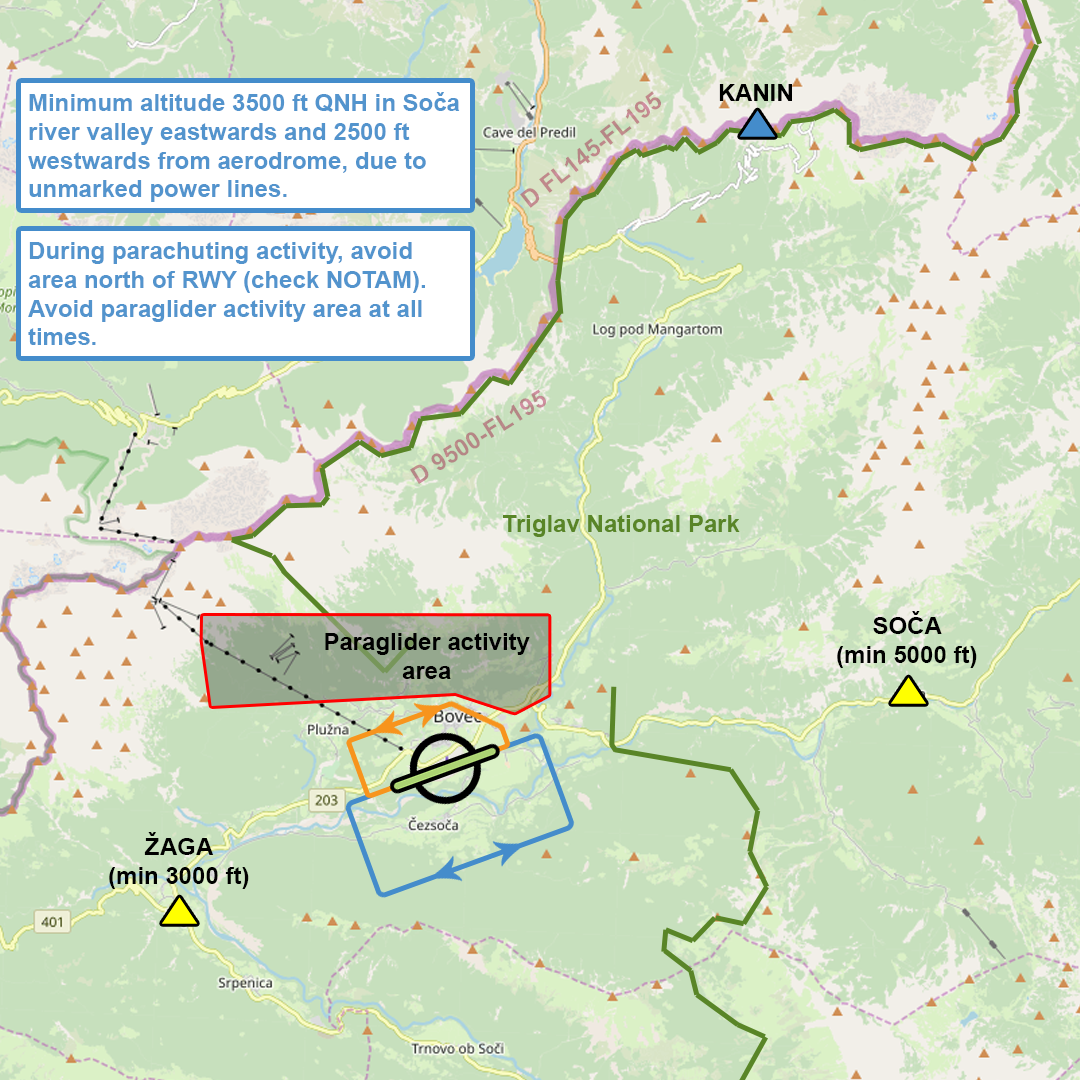 KANIN
Minimum altitude 3500 ft QNH in Soča
river valley eastwards and 2500 ft
westwards from aerodrome, due to
unmarked power lines.
Cave del Predil
D FL145-FL195
During parachuting activity, avoid
area north of RWY (check NOTAM).
Avoid paraglider activity area at all
times.
Log pod Mangartom
D 9500-FL195
Triglav National Park
SOČA
(min 5000 ft)
Paraglider activity
area
Bovec
Plužna
203
Čezsoča
ŽAGA
(min 3000 ft)
401
Srpenica
Trnovo ob Soči